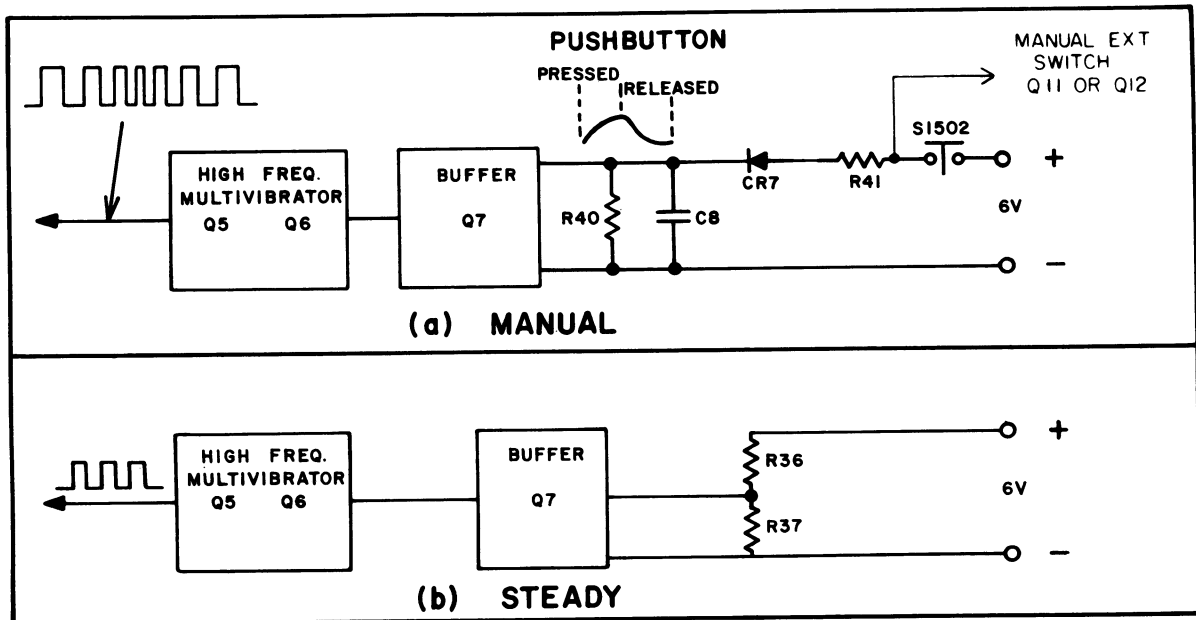 PUSHBUTTON
PRESSED
RELEASED
MANUAL EXT
SWITCH
Q11 OR Q12
S1502
+
HIGH FREQ.
MULTIVIBRATOR
Q5 Q6
BUFFER
Q7
R40
C8
CR7
R41
6V
−
(a) MANUAL
+
HIGH FREQ.
MULTIVIBRATOR
Q5 Q6
BUFFER
Q7
R36
R37
6V
−
(b) STEADY